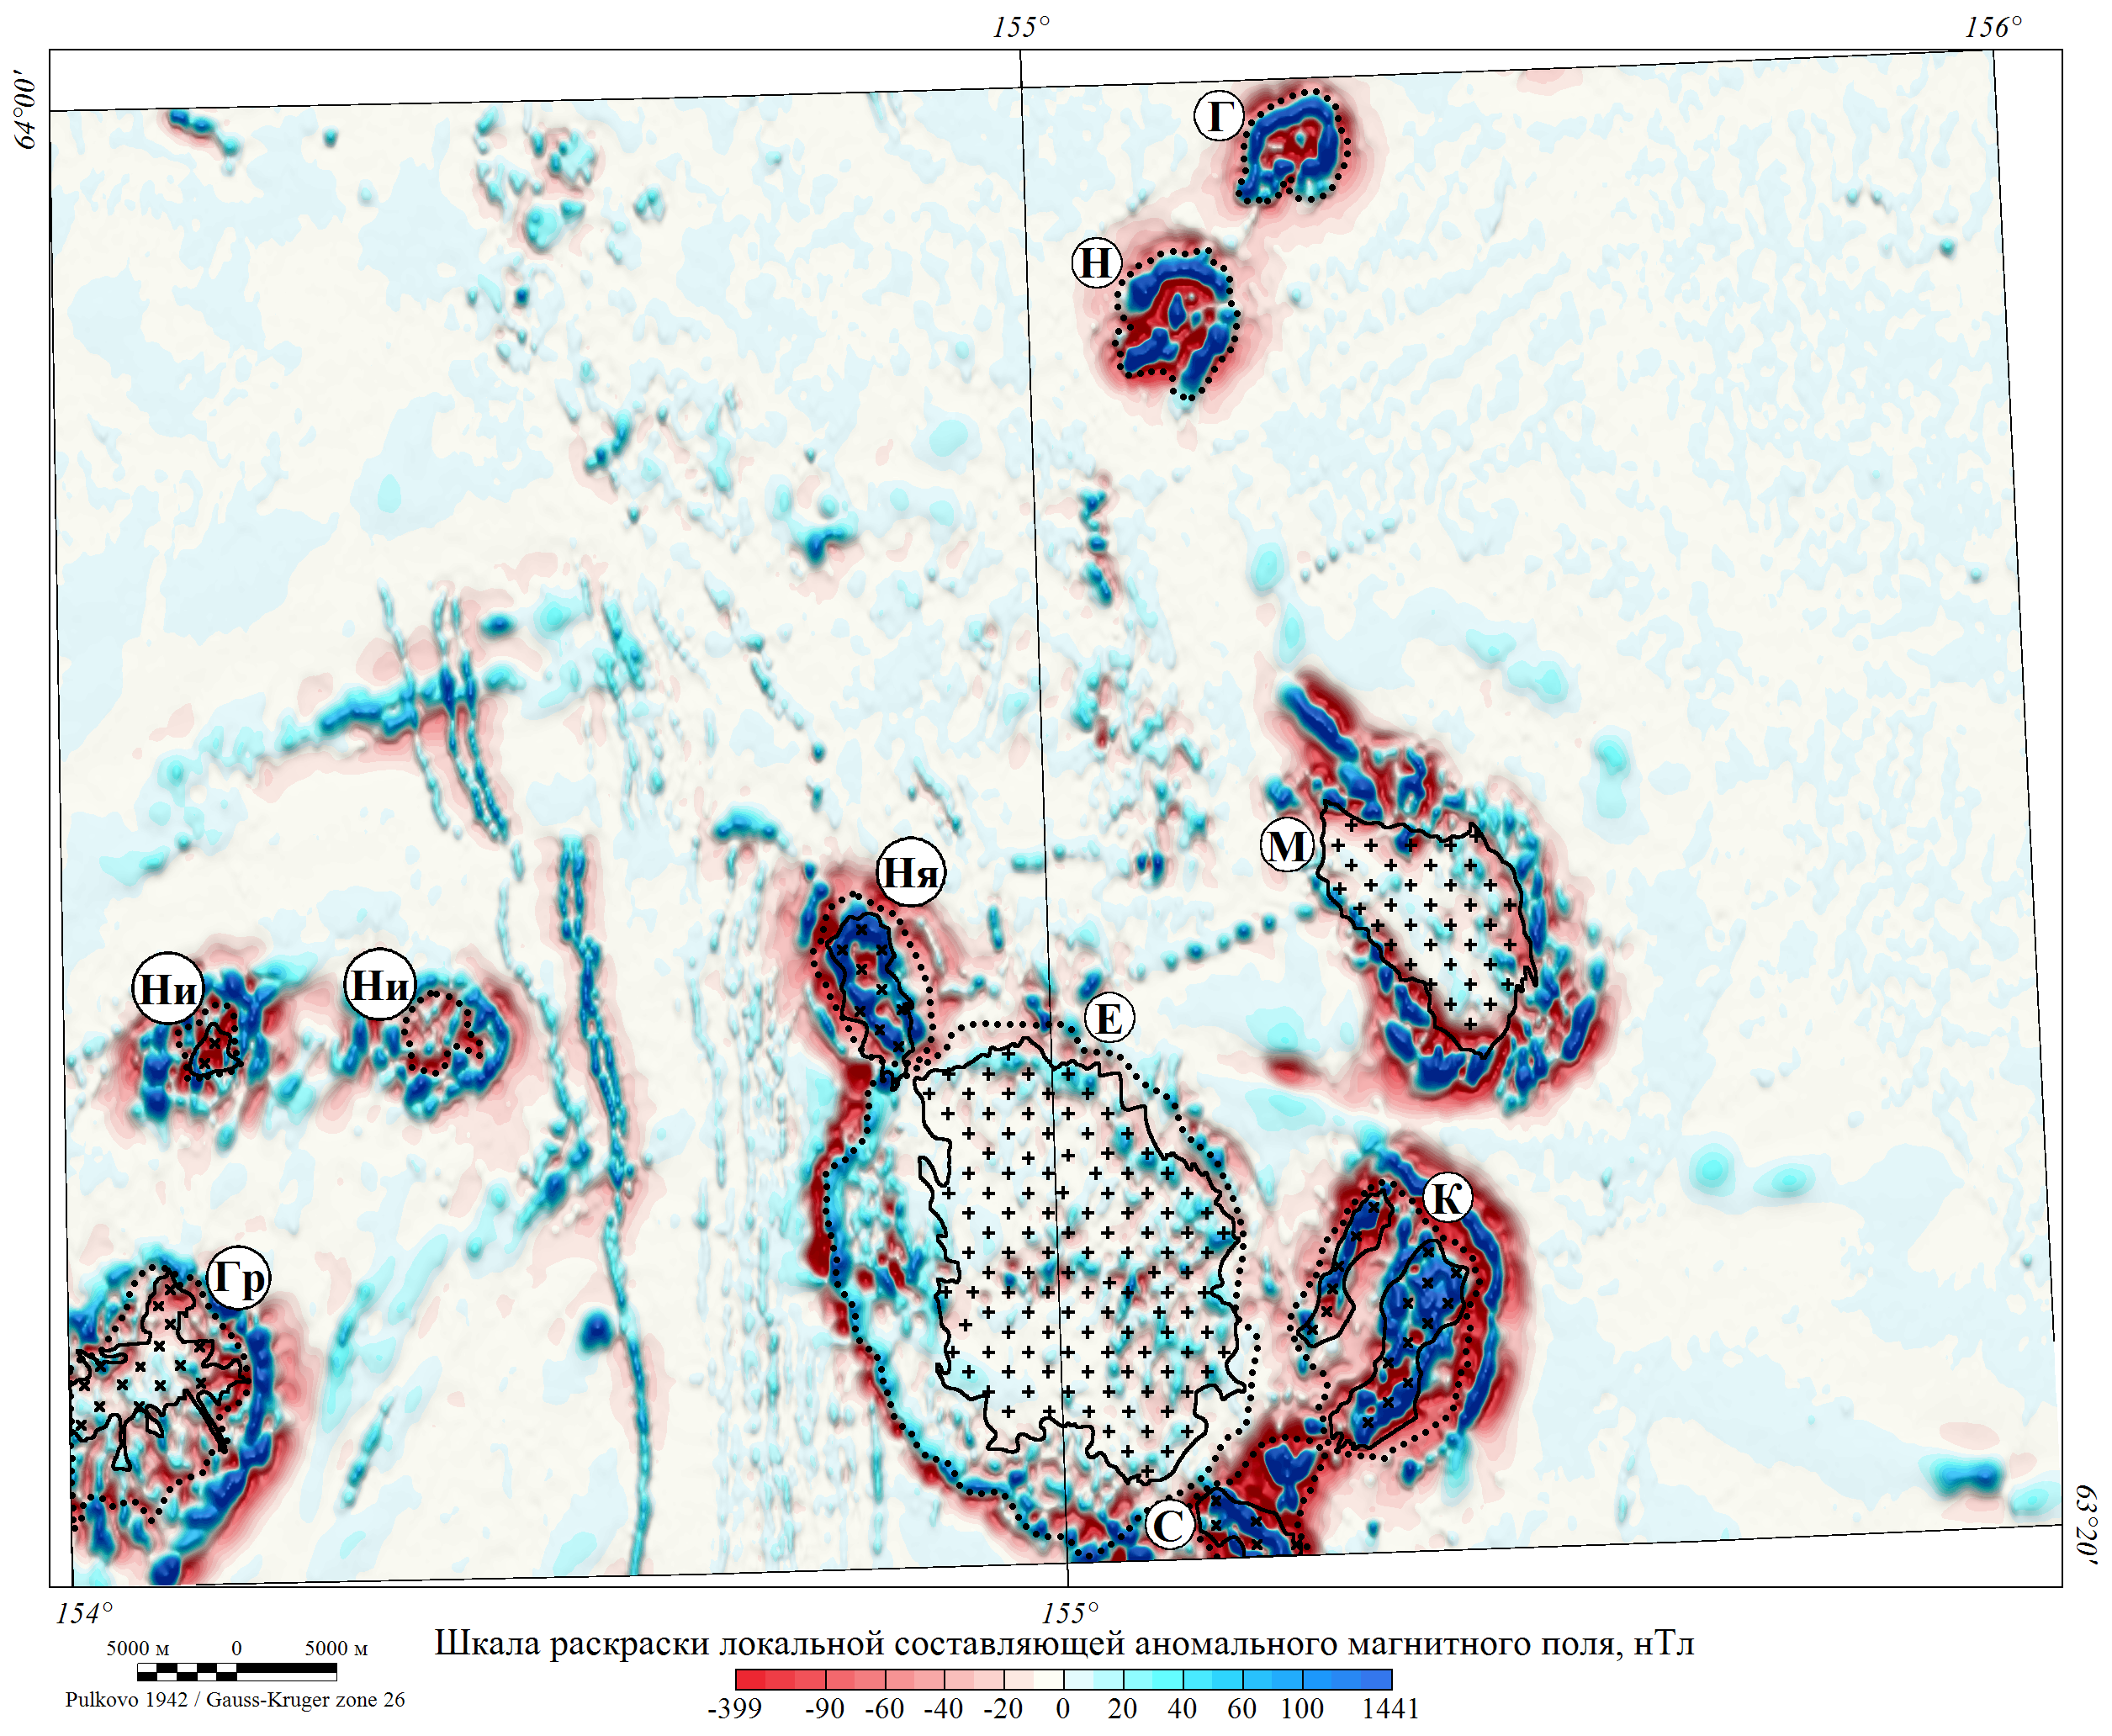 155° 156°
64°00'
Г
Н
М
Ня
Ни Ни
Е
К
Гр
С
63°20'
154° 155°
5000 м 0 5000 м
Pulkovo 1942 / Gauss-Kruger zone 26
Шкала раскраски локальной составляющей аномального магнитного поля, нТл
-399 -90 -60 -40 -20 0 20 40 60 100 1441